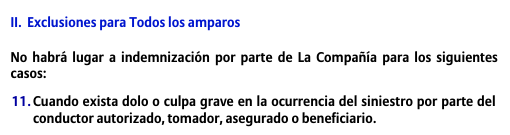 II. Exclusiones para Todos los amparos
No habrá lugar a indemnización por parte de La Compañía para los siguientes
casos:
11. Cuando exista dolo o culpa grave en la ocurrencia del siniestro por parte del
conductor autorizado, tomador, asegurado o beneficiario.